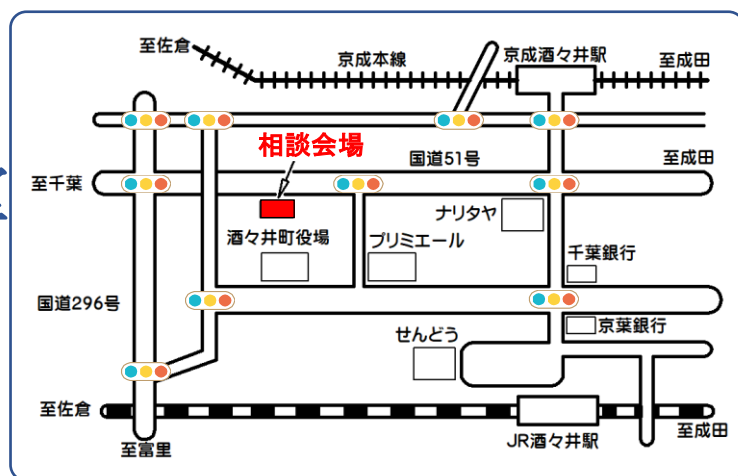 至佐倉
京成本線
京成酒々井駅
至成田
相談会場
国道51号
至成田
至千葉
ナリタヤ
酒々井町役場
プリミエール
千葉銀行
国道296号
京葉銀行
せんどう
至佐倉
至富里
JR酒々井駅
至成田